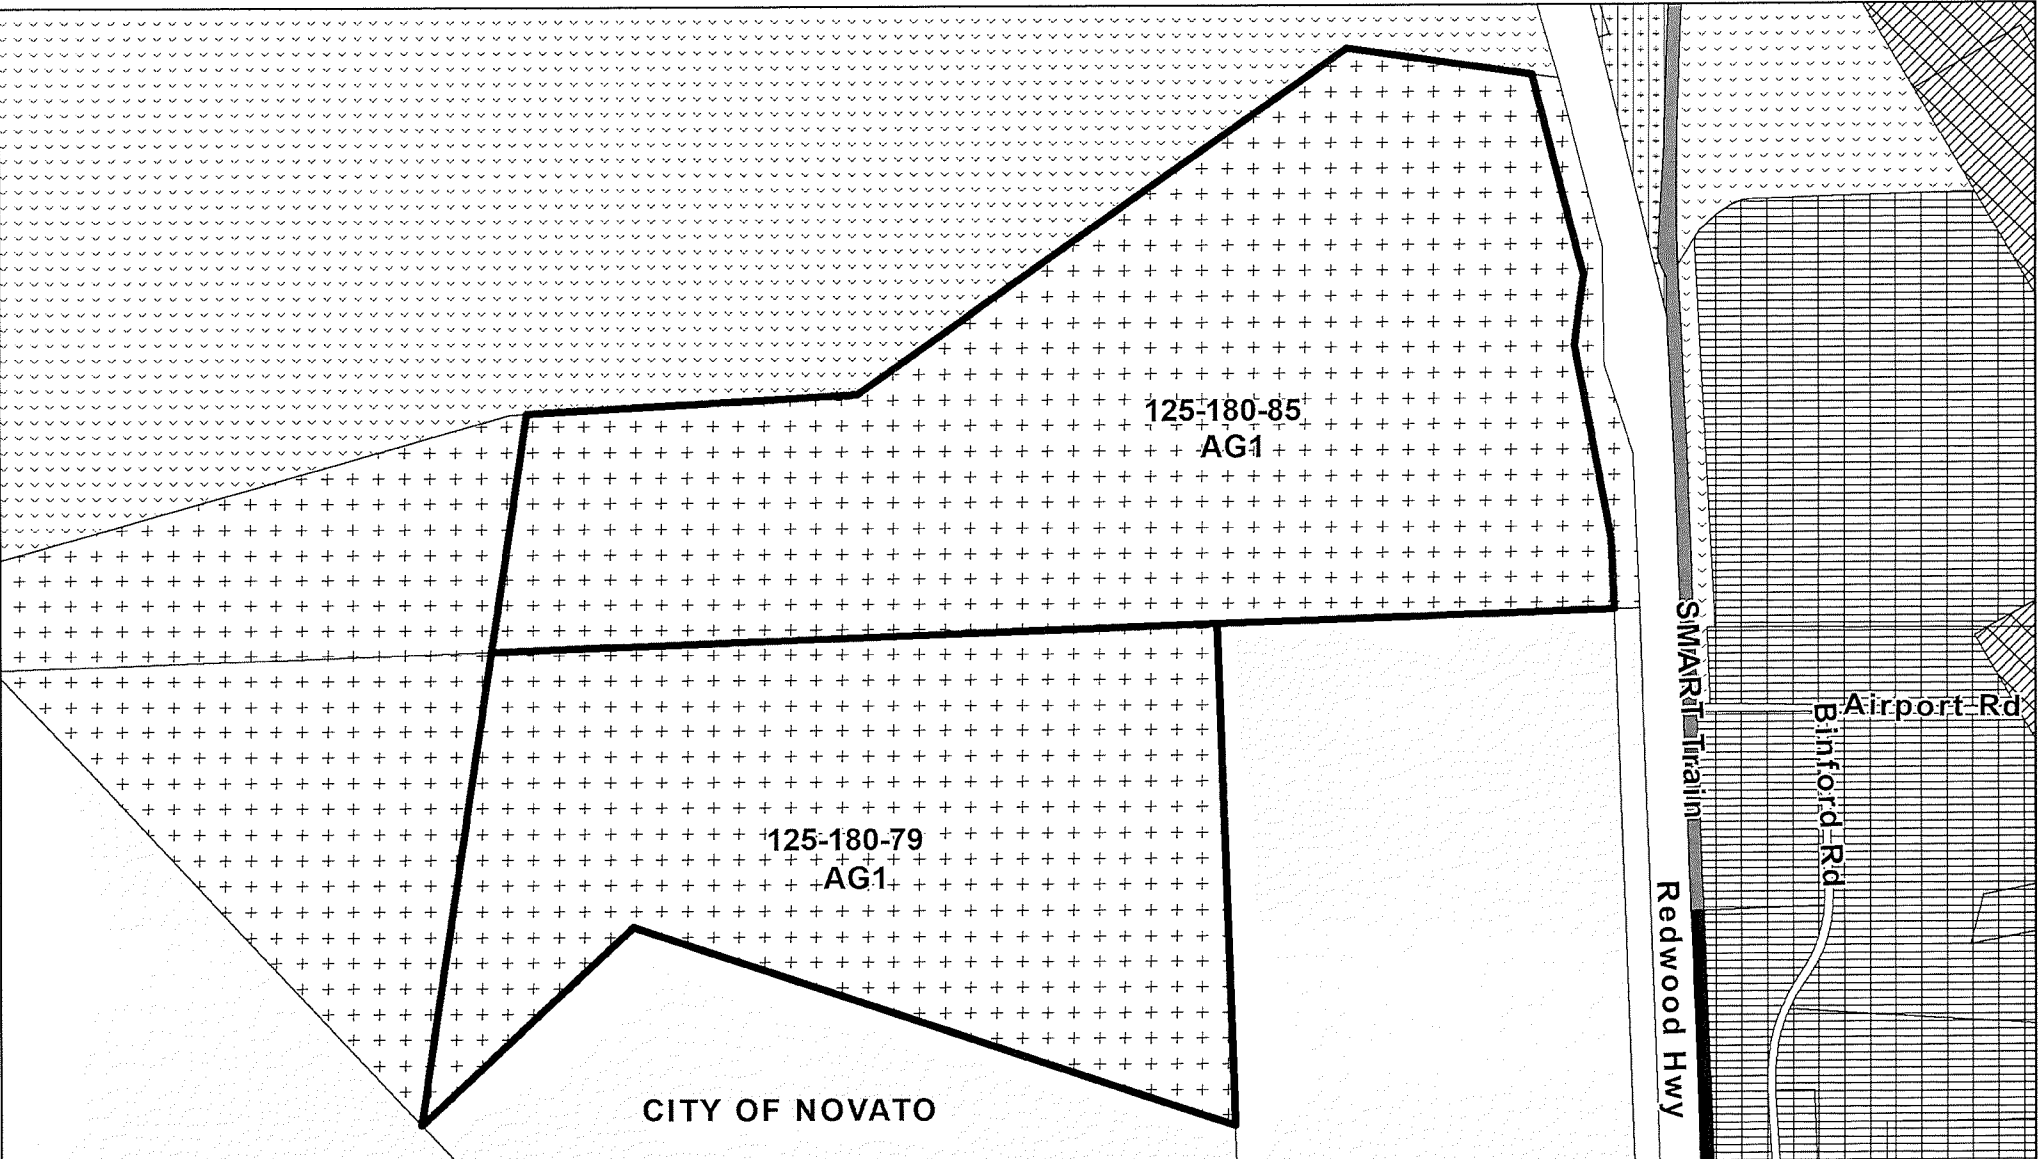 125-180-85
AG1
SMART Train
Airport Rd
Binford Rd
125-180-79
AG1
Redwood Hwy
CITY OF NOVATO